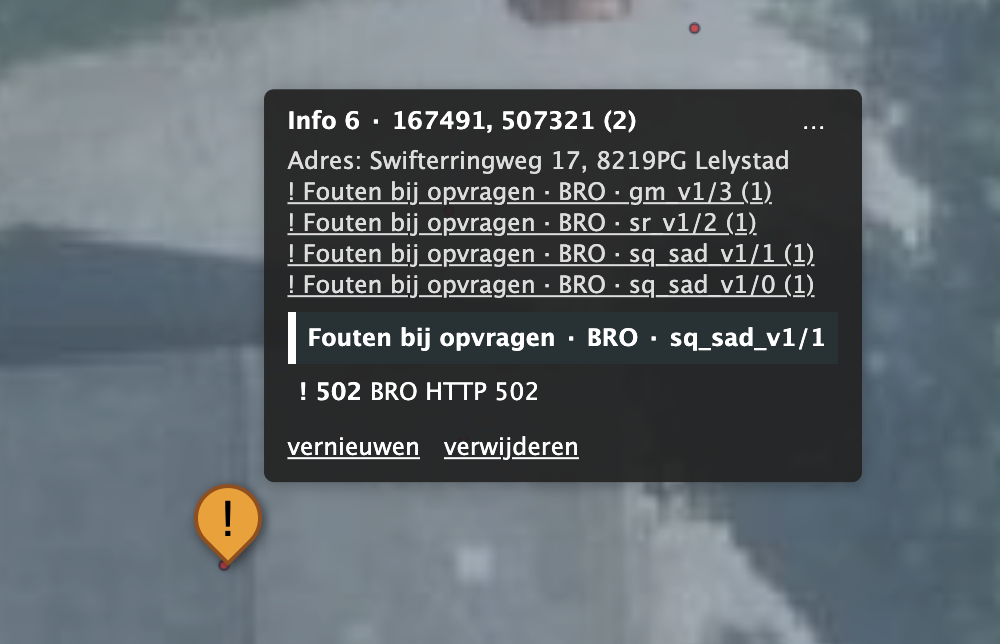 Info 6 · 167491, 507321 (2) ...
Adres: Swifterringweg 17, 8219PG Lelystad
! Fouten bij opvragen · BRO · gm_v1/3 (1)
! Fouten bij opvragen · BRO · sr_v1/2 (1)
! Fouten bij opvragen · BRO · sq_sad_v1/1 (1)
! Fouten bij opvragen · BRO · sq_sad_v1/0 (1)
Fouten bij opvragen · BRO · sq_sad_v1/1
! 502 BRO HTTP 502
vernieuwen verwijderen
!